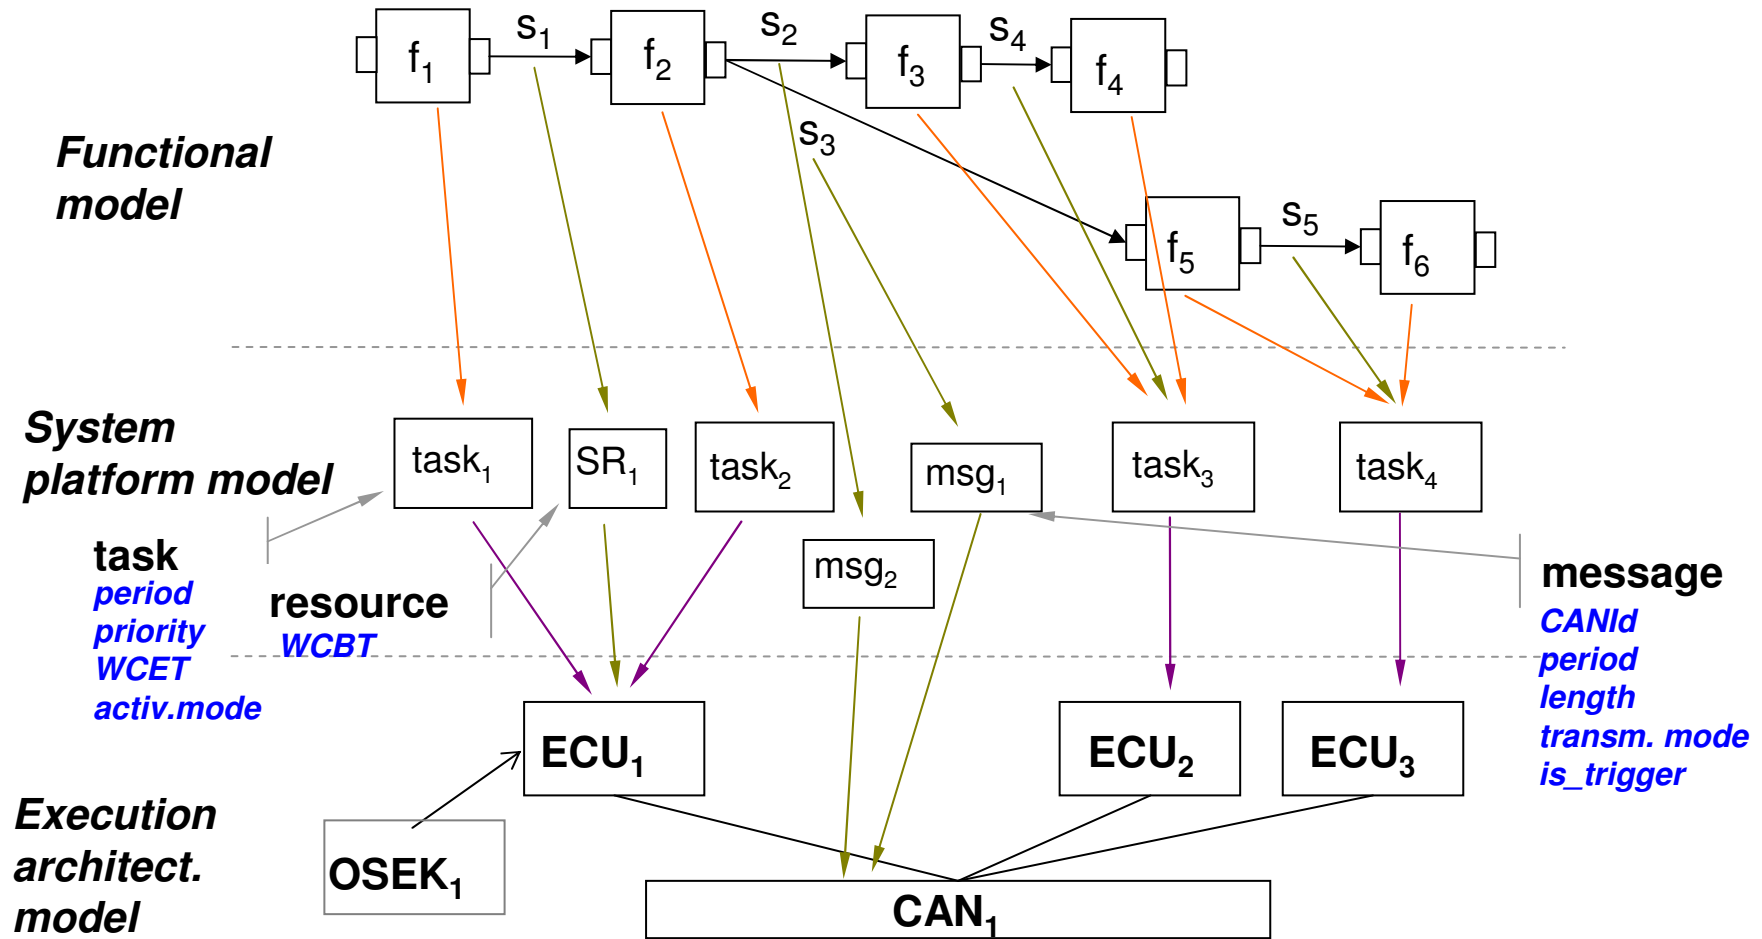 s1
s2
s4
f1
f2
f3
f4
s3
Functional
model
s5
f5
f6
System
platform model
task1
SR1
task2
msg1
task3
task4
msg2
task
period
priority
WCET
activ.mode
resource
WCBT
message
CANId
period
length
transm. mode
is_trigger
ECU1
ECU2
ECU3
Execution
architect.
model
OSEK1
CAN1